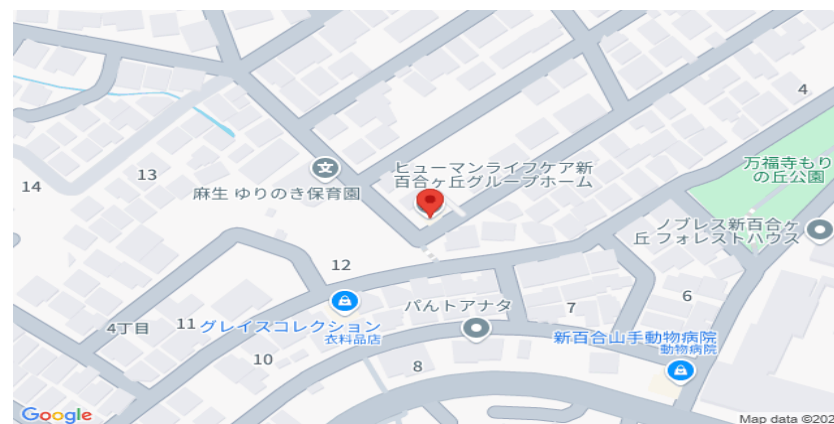 4
万福寺もり
の丘公園
ヒューマンライフケア新
百合ヶ丘グループホーム
文
13
14
麻生 ゆりのき保育園
ノブレス新百合ヶ
丘 フォレストハウス
12
6
7
ぱんトアナタ
4丁目
11
グレイスコレクション
衣料品店
新百合山手動物病院
動物病院
10
8
Google
Map data ©202